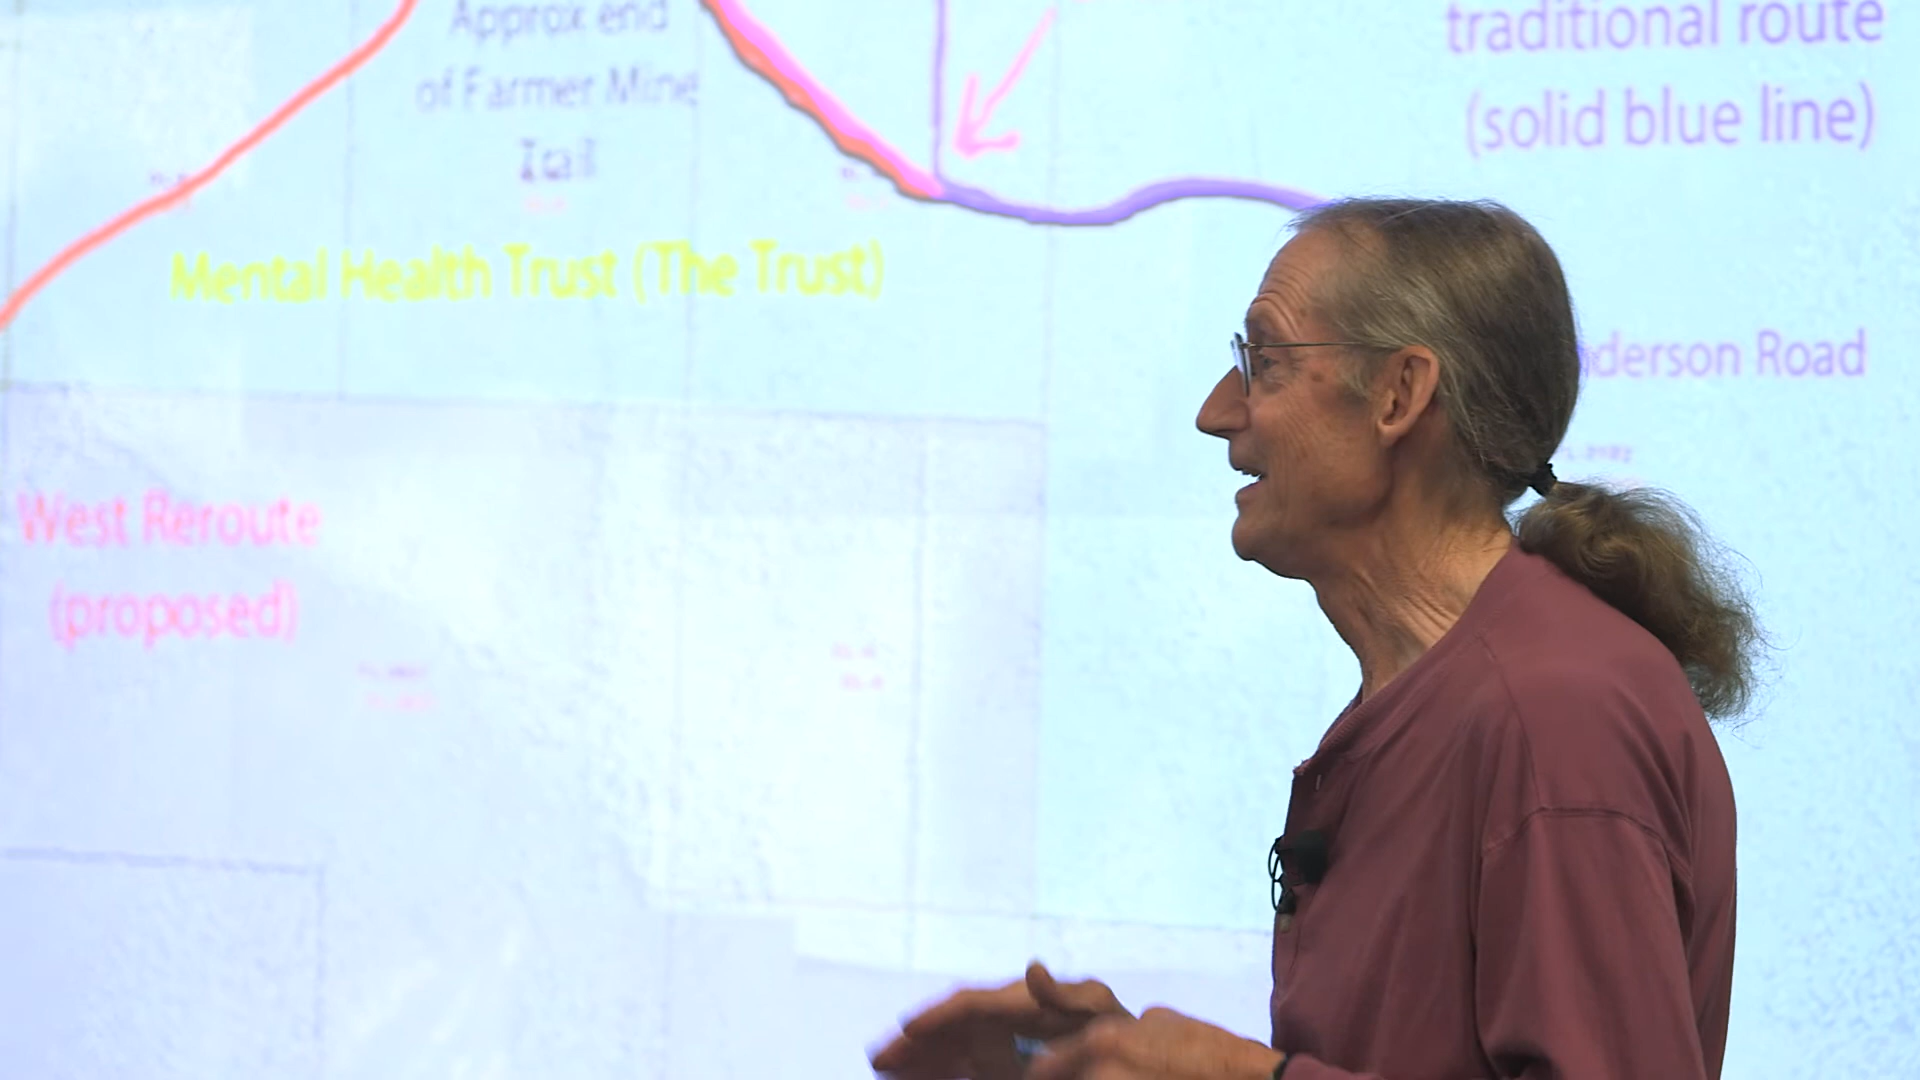 Approx end
of Farmer Mine
Trail
traditional route
(solid blue line)
Mental Health Trust (The Trust)
nderson Road
West Reroute
(proposed)